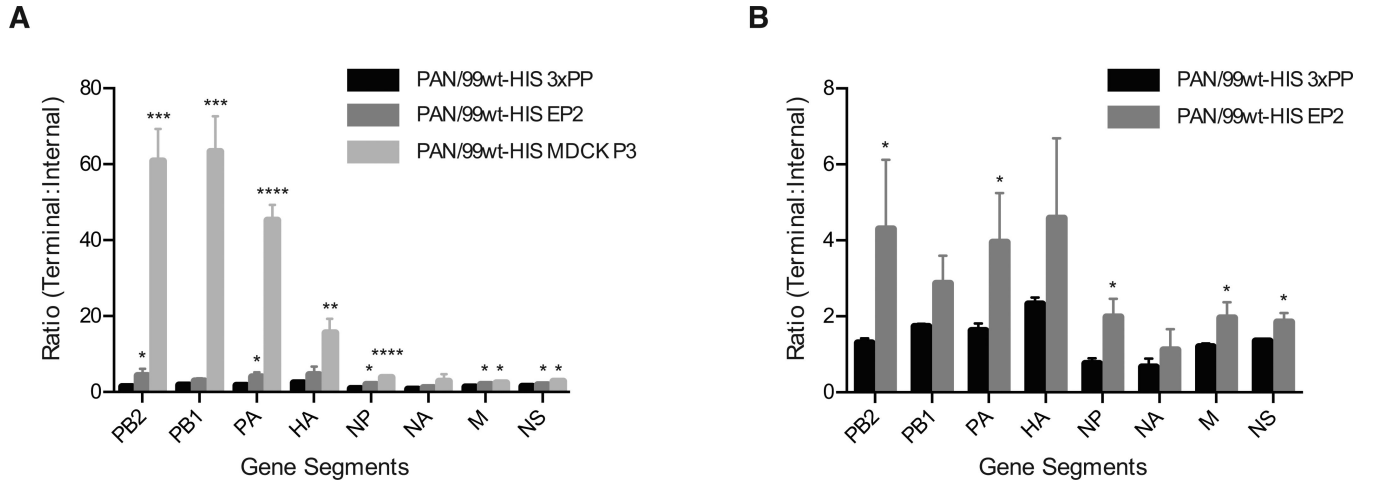 A
Ratio (Terminal:Internal)
80
60
40
20
0
PAN/99wt-HIS 3xPP
PAN/99wt-HIS EP2
PAN/99wt-HIS MDCK P3
*
***
***
*
****
**
*
****
* *
* *
PB2 PB1 PA HA NP NA M NS
Gene Segments
B
Ratio (Terminal:Internal)
8
6
4
2
0
PAN/99wt-HIS 3xPP
PAN/99wt-HIS EP2
*
*
*
*
*
PB2 PB1 PA HA NP NA M NS
Gene Segments